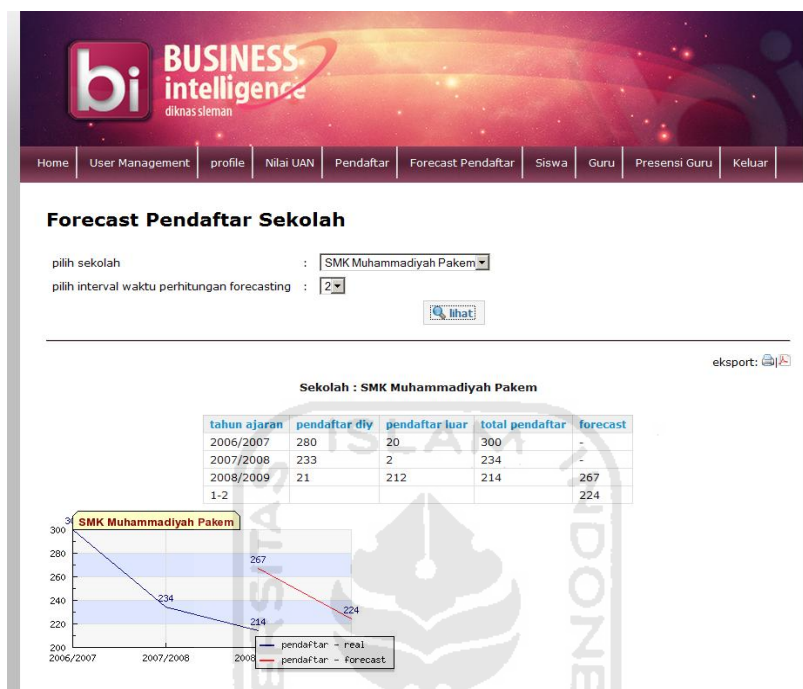 bi BUSINESS
intelligence
diknas sleman
Home User Management profile Nilai UAN Pendaftar Forecast Pendaftar Siswa Guru Presensi Guru Keluar
Forecast Pendaftar Sekolah
pilih sekolah : SMK Muhammadiyah Pakem
pilih interval waktu perhitungan forecasting : 2
lihat
eksport: |
Sekolah : SMK Muhammadiyah Pakem
tahun ajaran pendaftar diy pendaftar luar total pendaftar forecast
2006/2007 280 20 300 -
2007/2008 233 2 234 -
2008/2009 21 212 214 267
1-2 224
ISLAM
SMK Muhammadiyah Pakem
300
280
260
240
220
200
267
234
224
214
2006/2007 2007/2008 2008
pendaftar - real
pendaftar - forecast